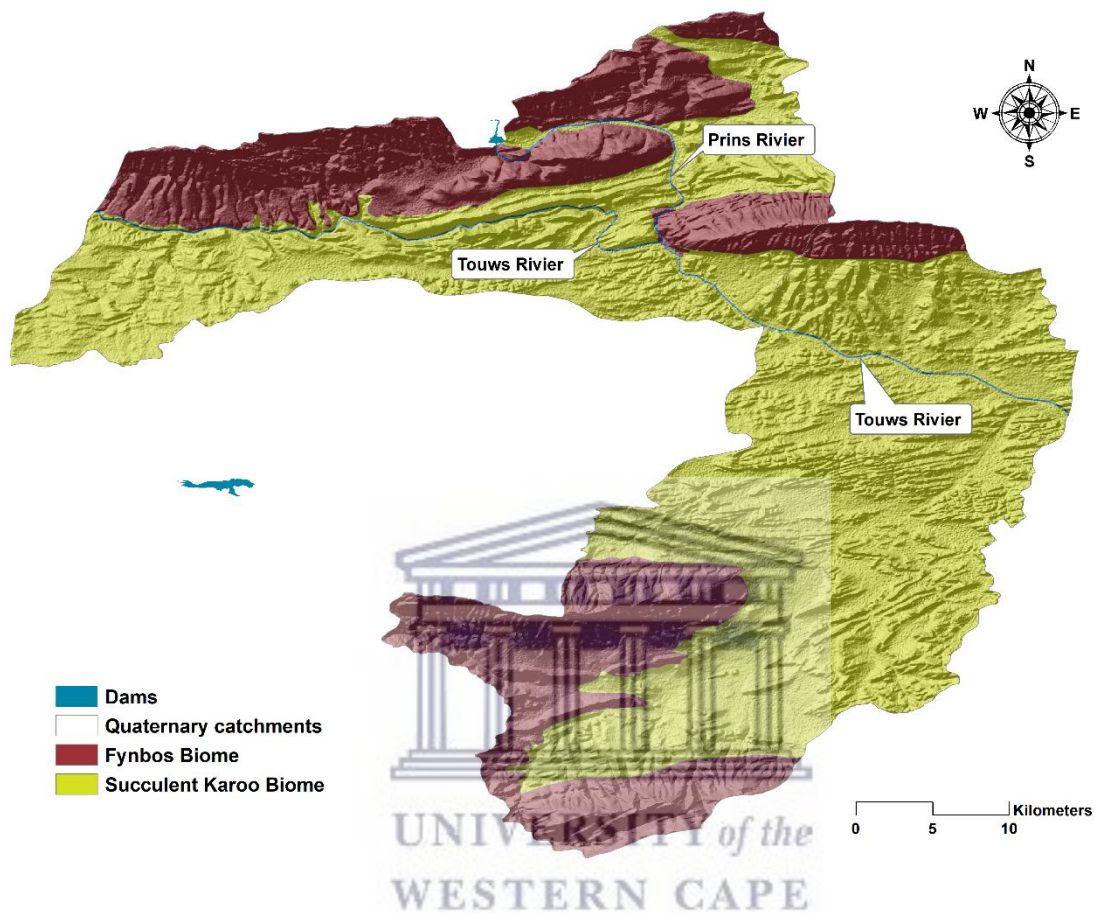 N
W
E
S
Prins Rivier
Touws Rivier
Touws Rivier
Dams
Quaternary catchments
Fynbos Biome
Succulent Karoo Biome
Kilometers
0 5 10
UNIVERSITY of the
WESTERN CAPE